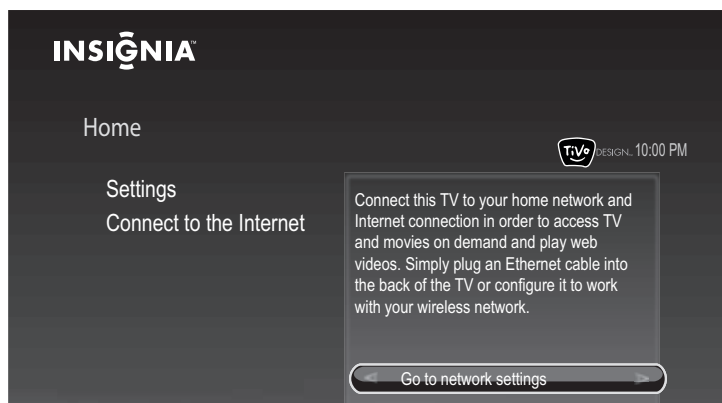 INSIGNIA™
Home
TiVo DESIGN.. 10:00 PM
Settings
Connect to the Internet
Connect this TV to your home network and
Internet connection in order to access TV
and movies on demand and play web
videos. Simply plug an Ethernet cable into
the back of the TV or configure it to work
with your wireless network.
Go to network settings